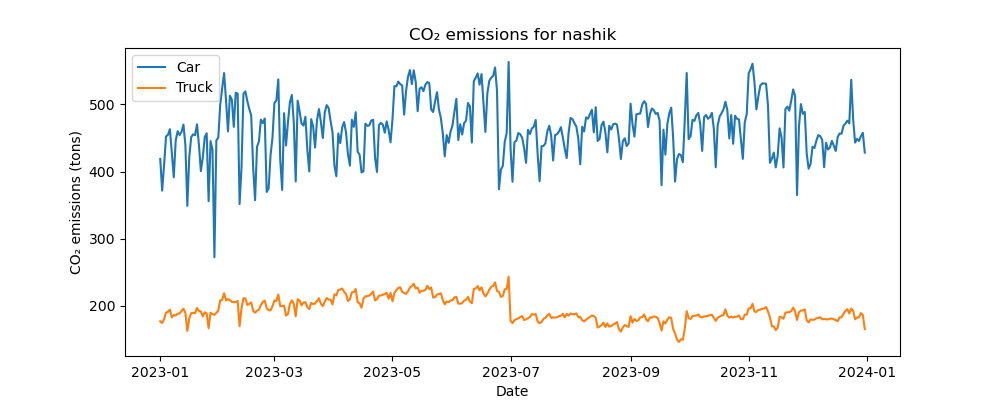 CO₂ emissions for nashik
Car
Truck
CO₂ emissions (tons)
500
400
300
200
2023-01
2023-03
2023-05
2023-07
2023-09
2023-11
2024-01
Date